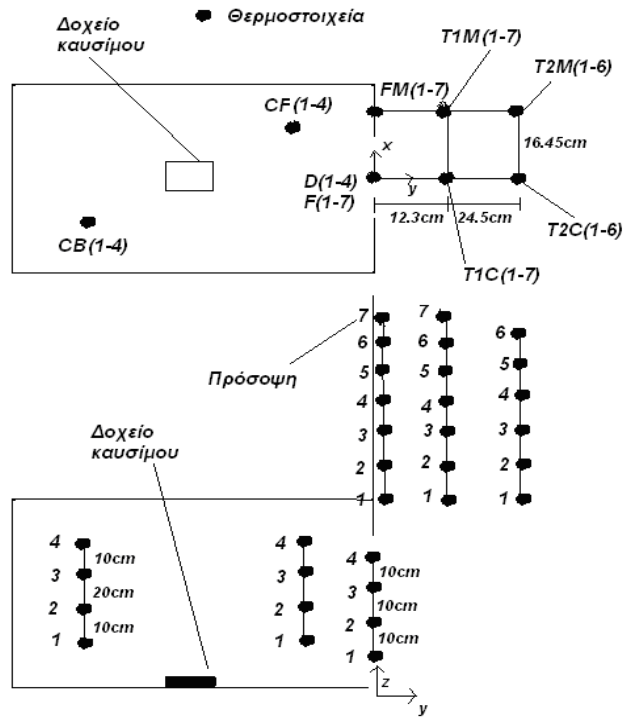 Θερμοστοιχεία
Δοχείο
καυσίμου
T1M(1-7)
T2M(1-6)
FM(1-7)
CF(1-4)
x
16.45cm
D(1-4)
F(1-7)
y
12.3cm
24.5cm
CB(1-4)
T2C(1-6)
T1C(1-7)
Πρόσοψη
7
6
5
4
3
2
1
7
6
5
4
3
2
1
6
5
4
3
2
1
Δοχείο
καυσίμου
4
10cm
3
20cm
2
10cm
1
4
3
2
1
4
10cm
3
10cm
2
10cm
1
z
y